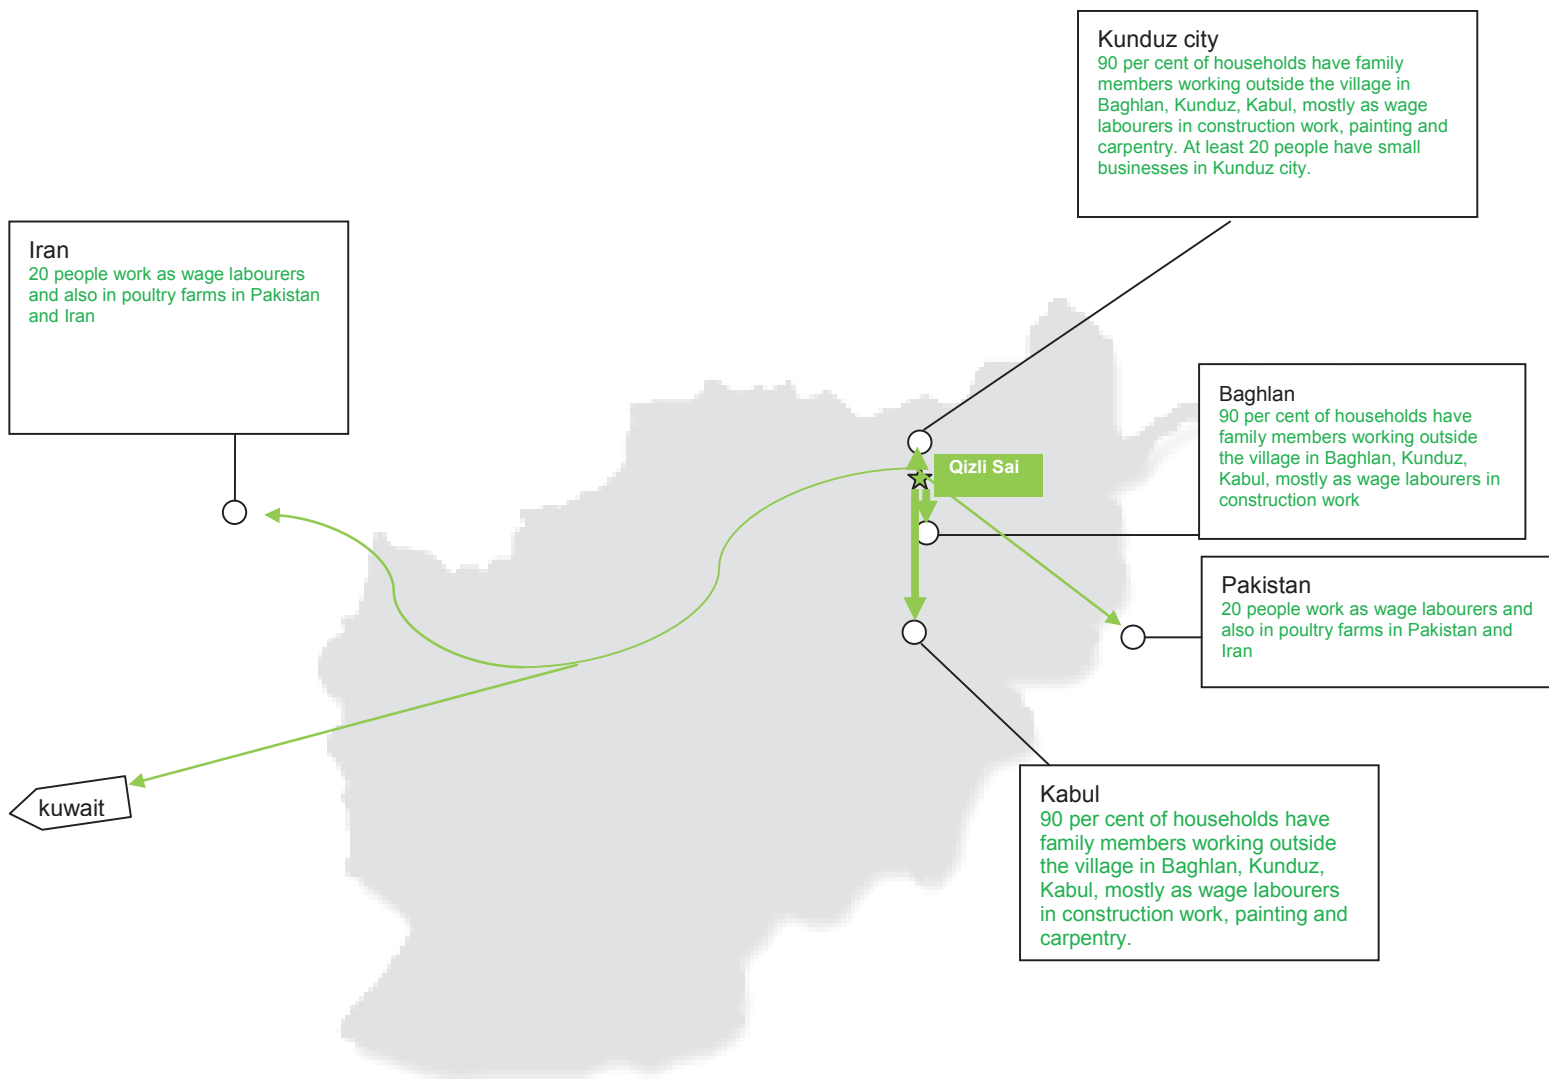 Kunduz city
90 per cent of households have family
members working outside the village in
Baghlan, Kunduz, Kabul, mostly as wage
labourers in construction work, painting and
carpentry. At least 20 people have small
businesses in Kunduz city.
Iran
20 people work as wage labourers
and also in poultry farms in Pakistan
and Iran
Baghlan
90 per cent of households have
family members working outside
the village in Baghlan, Kunduz,
Kabul, mostly as wage labourers in
construction work
Qizli Sai
Pakistan
20 people work as wage labourers and
also in poultry farms in Pakistan and
Iran
kuwait
Kabul
90 per cent of households have
family members working outside
the village in Baghlan, Kunduz,
Kabul, mostly as wage labourers
in construction work, painting and
carpentry.